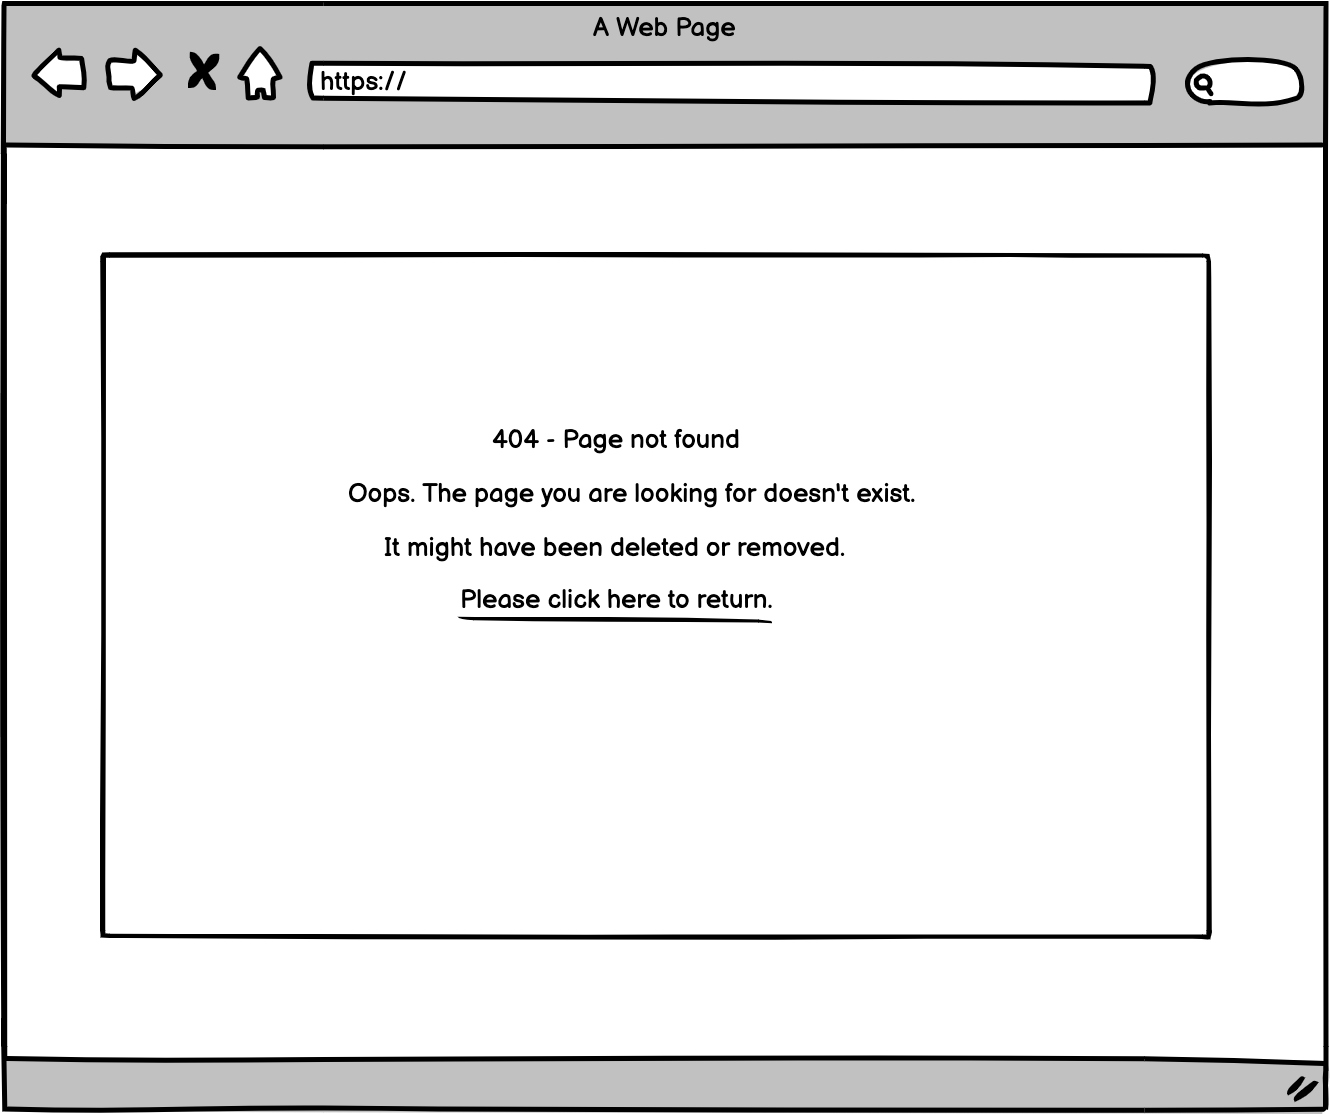 A Web Page
https://
404 - Page not found
Oops. The page you are looking for doesn't exist.
It might have been deleted or removed.
Please click here to return.